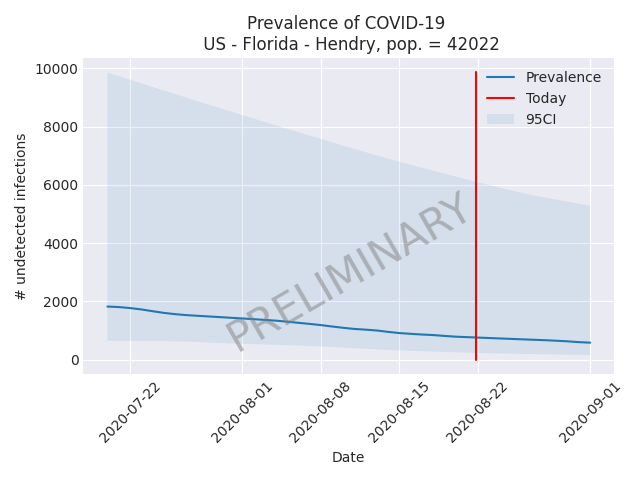 Prevalence of COVID-19
US - Florida - Hendry, pop. = 42022
# undetected infections
10000
8000
6000
4000
2000
0
Prevalence
Today
95CI
PRELIMINARY
2020-07-22
2020-08-01
2020-08-08
2020-08-15
2020-08-22
2020-09-01
Date